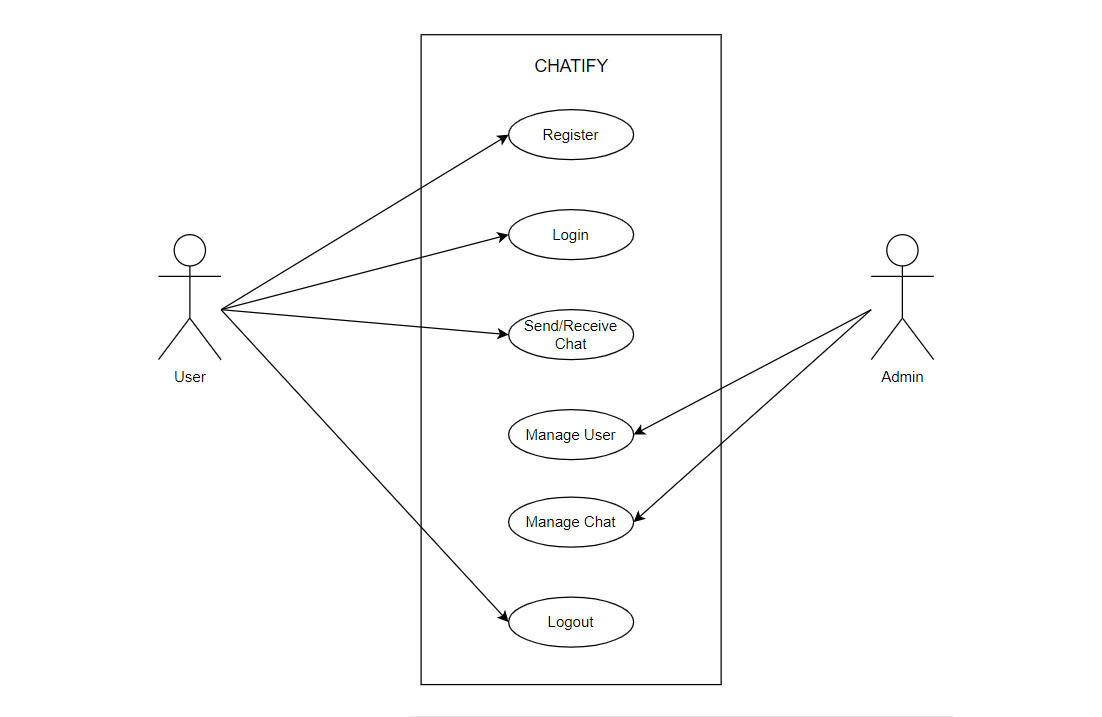 CHATIFY
Register
Login
Send/Receive
Chat
User
Admin
Manage User
Manage Chat
Logout